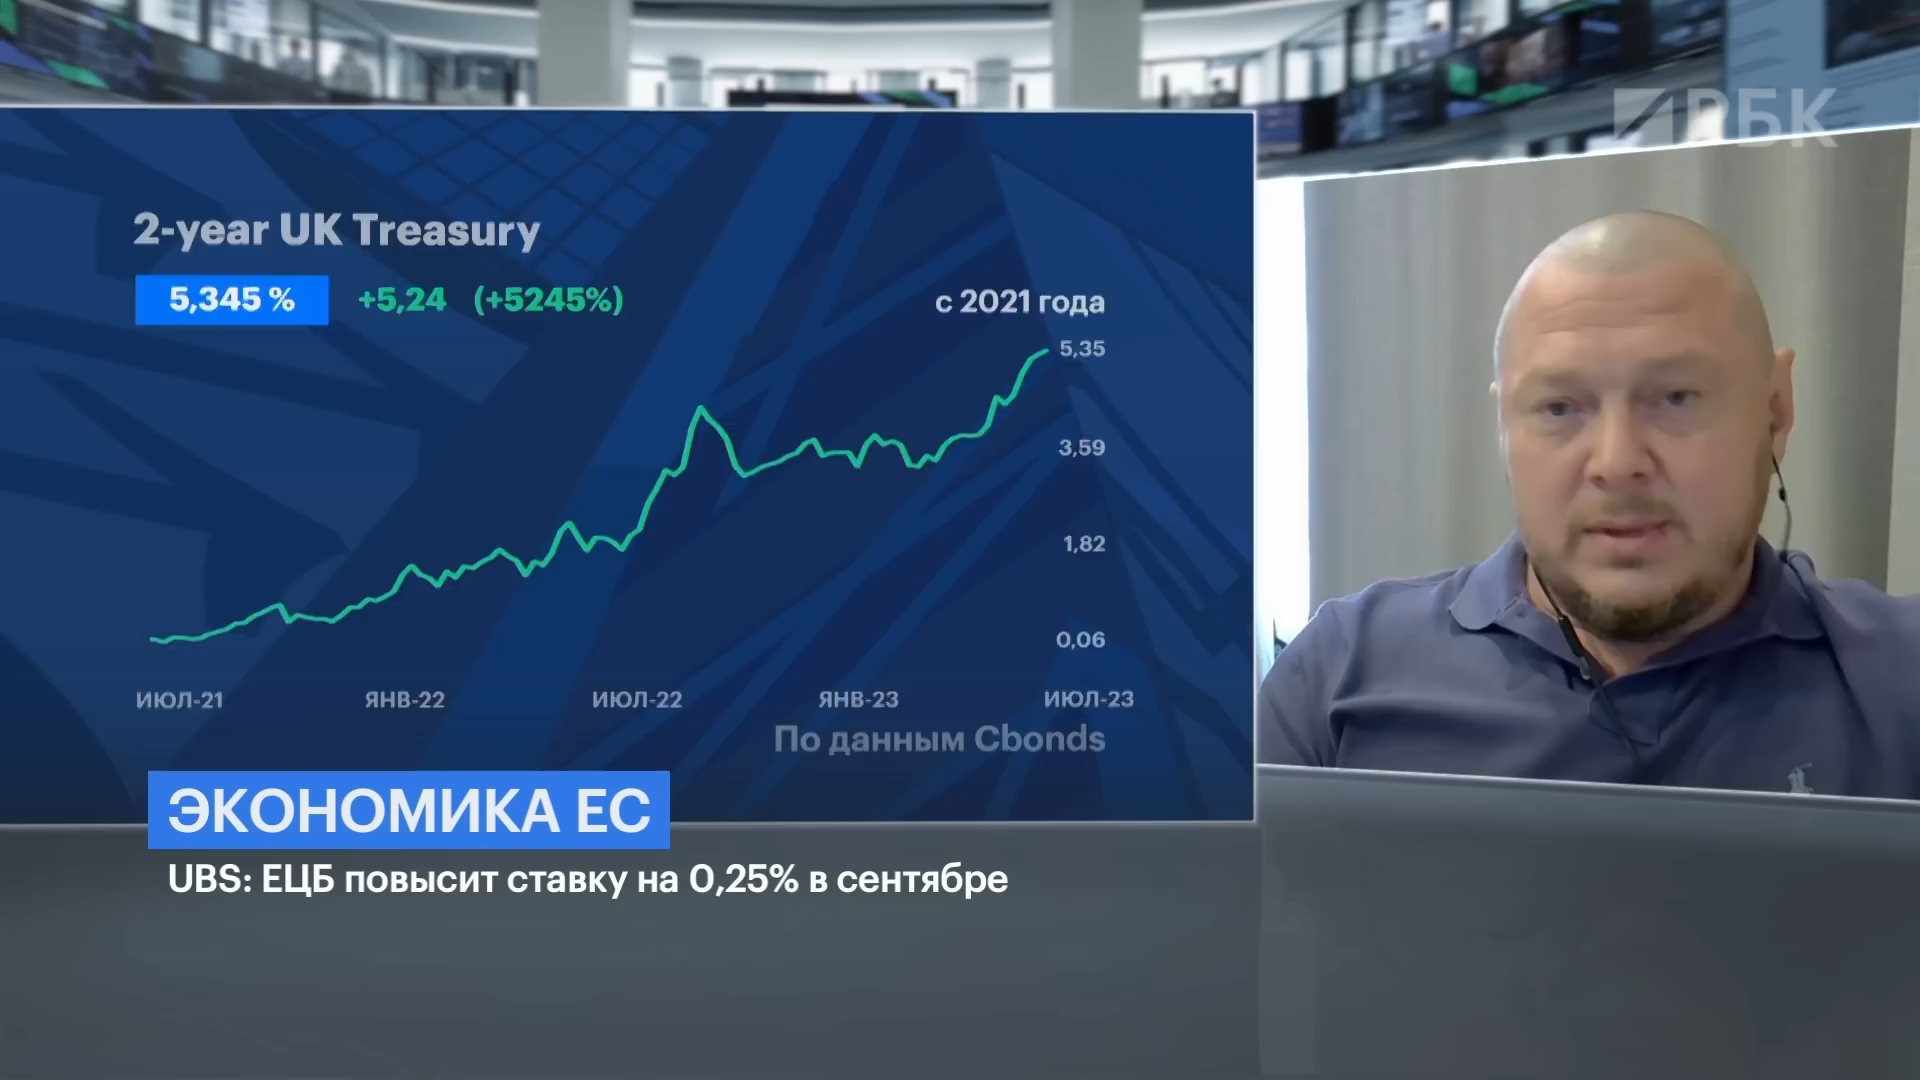 РБК
2-year UK Treasury
5,345 % +5,24 (+5245%)
с 2021 года
5,35
3,59
1,82
0,06
ИЮЛ-21 ЯНВ-22 ИЮЛ-22 ЯНВ-23 ИЮЛ-23
По данным Cbonds
ЭКОНОМИКА ЕС
UBS: ЕЦБ повысит ставку на 0,25% в сентябре